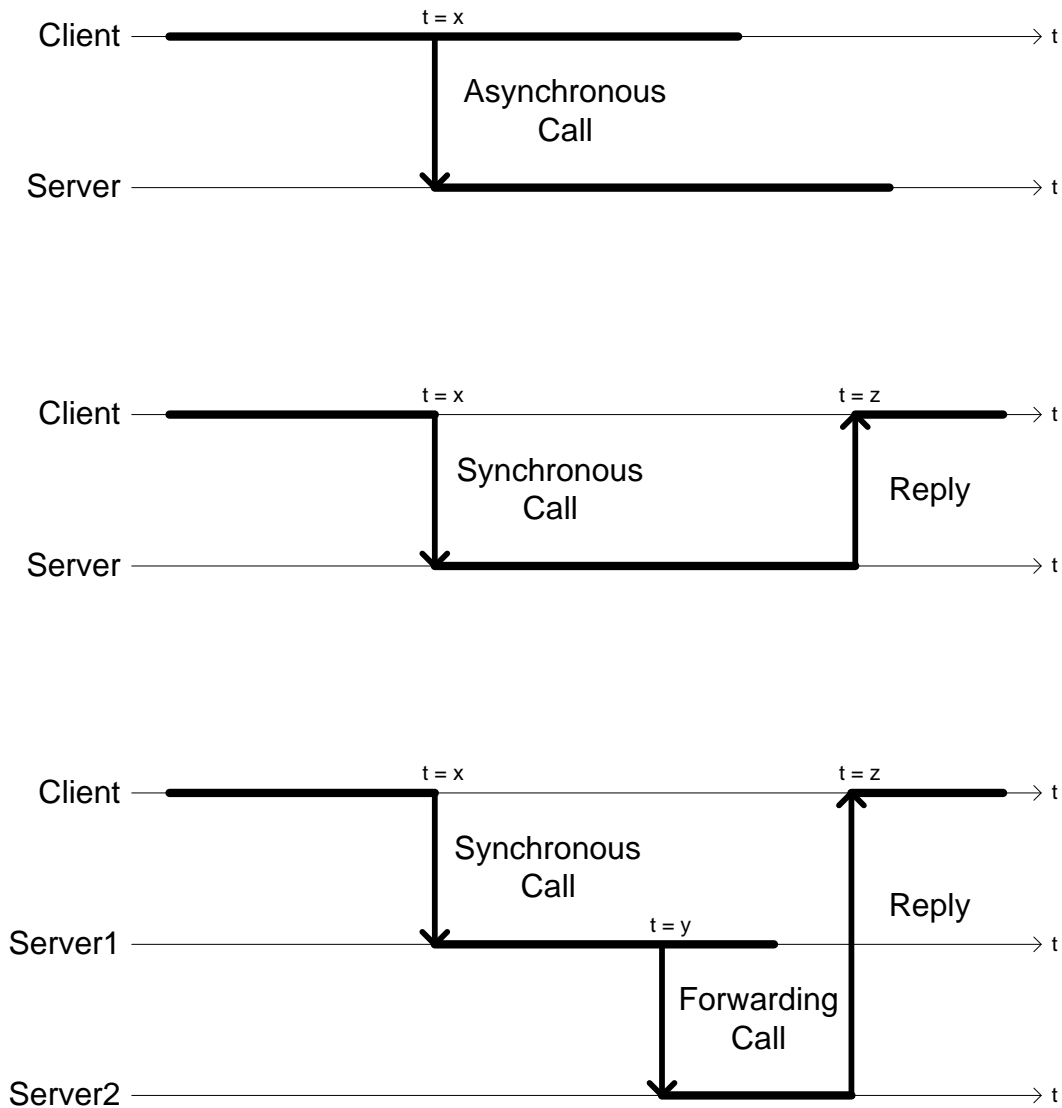 t = x
Client
t
Asynchronous
Call
Server
t
t = x
t = z
Client
t
Synchronous
Call
Reply
Server
t
t = x
t = z
Client
t
Synchronous
Call
Reply
t = y
Server1
t
Forwarding
Call
Server2
t